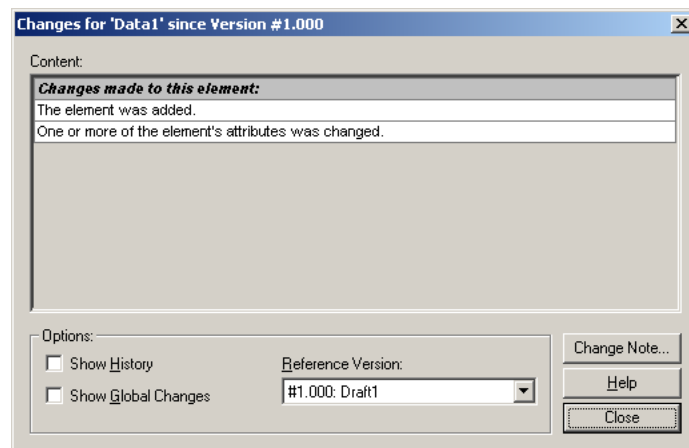 Changes for 'Data1' since Version #1.000
Content:
Changes made to this element:
The element was added.
One or more of the element's attributes was changed.
Options:
Show History
Show Global Changes
Reference Version:
#1.000: Draft1
Change Note...
Help
Close